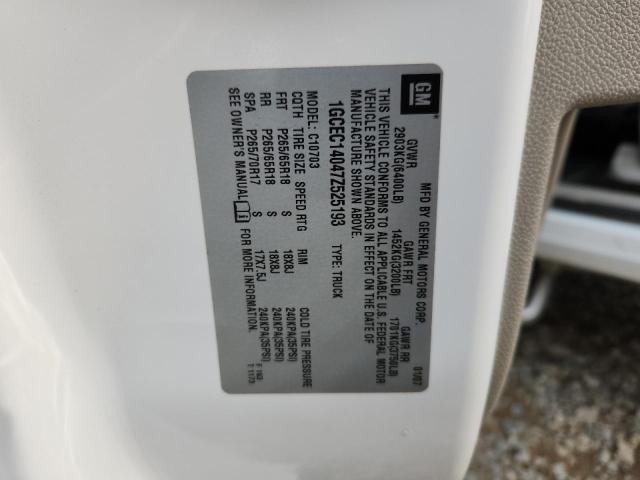 GM
MFD BY GENERAL MOTORS CORP. 01/07
GVWR GAWR FRT GAWR RR
2903KG(6400LB) 1452KG(3200LB) 1701KG(3750LB)
THIS VEHICLE CONFORMS TO ALL APPLICABLE U.S. FEDERAL MOTOR
VEHICLE SAFETY STANDARDS IN EFFECT ON THE DATE OF
MANUFACTURE SHOWN ABOVE.
1GCEC14047Z525193 TYPE: TRUCK
MODEL: C10703
CQTH TIRE SIZE SPEED RTG RIM COLD TIRE PRESSURE
FRT P265/65R18 S 18X8J 240KPA(35PSI)
RR P265/65R18 S 18X8J 240KPA(35PSI)
SPA P265/70R17 S 17X7.5J 240KPA(35PSI)
SEE OWNER'S MANUAL FOR MORE INFORMATION.